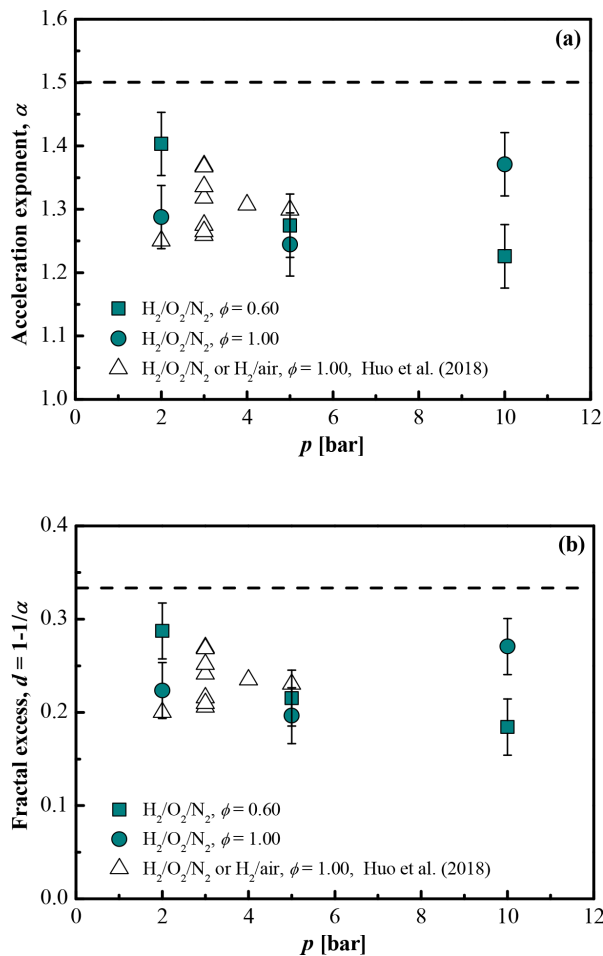 (a)
Acceleration exponent, α
1.6
1.5
1.4
1.3
1.2
1.1
1.0
H₂/O₂/N₂, ϕ = 0.60
H₂/O₂/N₂, ϕ = 1.00
H₂/O₂/N₂ or H₂/air, ϕ = 1.00, Huo et al. (2018)
0 2 4 6 8 10 12
p [bar]
(b)
Fractal excess, d = 1-1/α
0.4
0.3
0.2
0.1
0.0
H₂/O₂/N₂, ϕ = 0.60
H₂/O₂/N₂, ϕ = 1.00
H₂/O₂/N₂ or H₂/air, ϕ = 1.00, Huo et al. (2018)
0 2 4 6 8 10 12
p [bar]